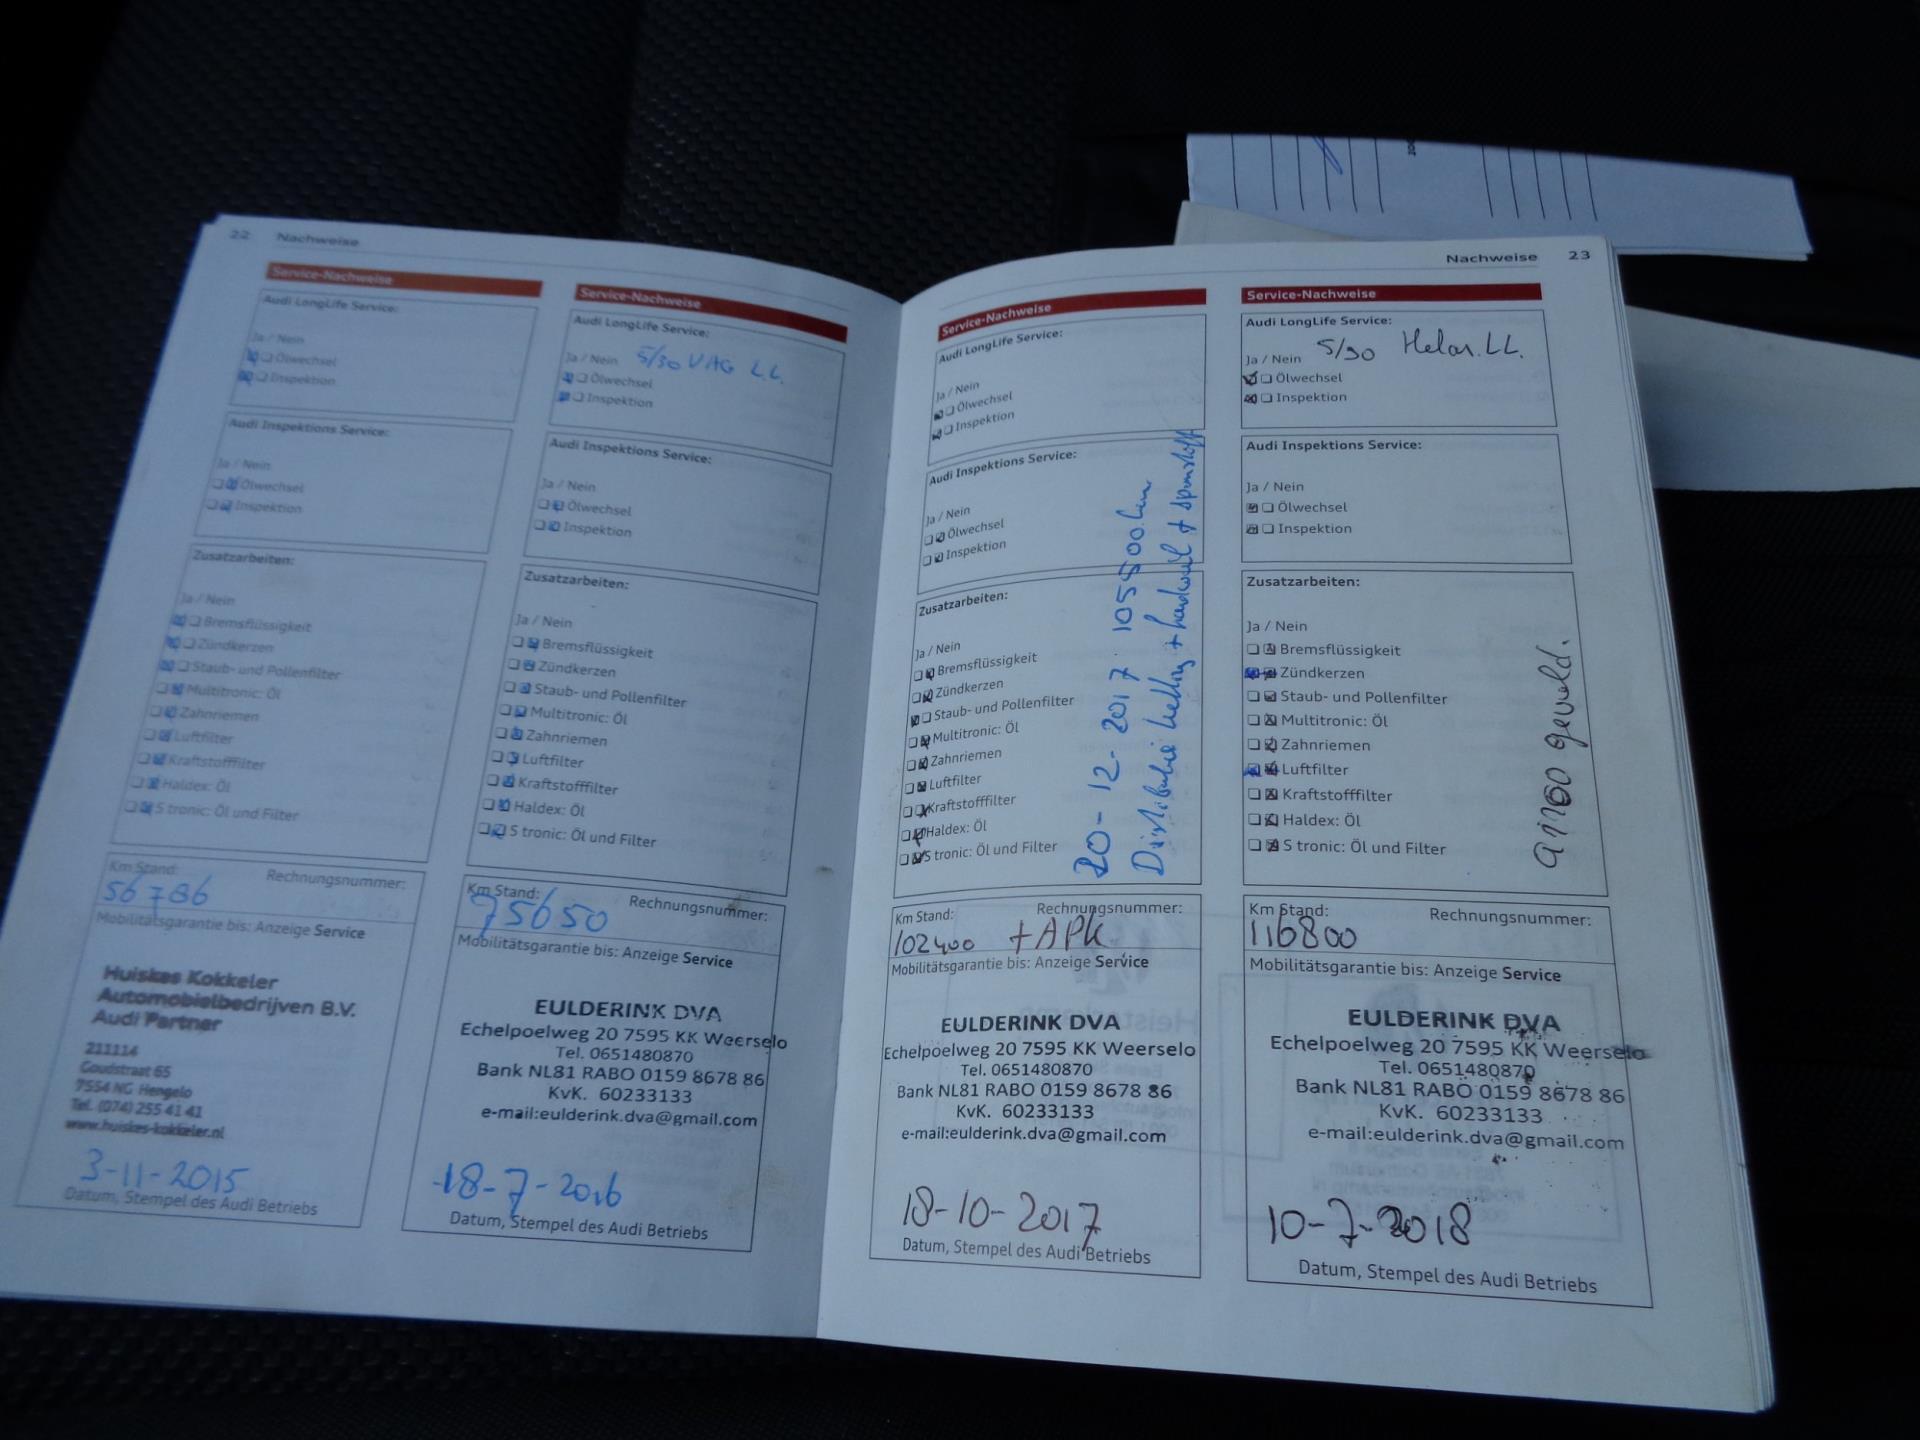 22 Nachweise
Service-Nachweise
Audi LongLife Service:
Ja / Nein
Ölwechsel
Inspektion
Audi Inspektions Service:
Ja / Nein
Ölwechsel
Inspektion
Zusatzarbeiten:
Ja / Nein
Bremsflüssigkeit
Zündkerzen
Staub- und Pollenfilter
Multitronic: Öl
Zahnriemen
Luftfilter
Kraftstofffilter
Haldex: Öl
S tronic: Öl und Filter
Km Stand: Rechnungsnummer:
56786
Mobilitätsgarantie bis: Anzeige Service
Huiskes Kokkeler
Automobielbedrijven B.V.
Audi Partner
211114
Goudstraat 65
7554 NG Hengelo
Tel. (074) 255 41 41
www.huiskes-kokkeler.nl
3-11-2015
Datum, Stempel des Audi Betriebs
Service-Nachweise
Audi LongLife Service:
Ja / Nein 5/30 VAG L.L.
Ölwechsel
Inspektion
Audi Inspektions Service:
Ja / Nein
Ölwechsel
Inspektion
Zusatzarbeiten:
Ja / Nein
Bremsflüssigkeit
Zündkerzen
Staub- und Pollenfilter
Multitronic: Öl
Zahnriemen
Luftfilter
Kraftstofffilter
Haldex: Öl
S tronic: Öl und Filter
Km Stand: Rechnungsnummer:
75650
Mobilitätsgarantie bis: Anzeige Service
EULDERINK DVA
Echelpoelweg 20 7595 KK Weerselo
Tel. 0651480870
Bank NL81 RABO 0159 8678 86
KvK. 60233133
e-mail:eulderink.dva@gmail.com
18-7-2016
Datum, Stempel des Audi Betriebs
Nachweise 23
Service-Nachweise
Audi LongLife Service:
Ja / Nein
Ölwechsel
Inspektion
Audi Inspektions Service:
Ja / Nein
Ölwechsel
Inspektion
Zusatzarbeiten:
Ja / Nein
Bremsflüssigkeit
Zündkerzen
Staub- und Pollenfilter
Multitronic: Öl
Zahnriemen
Luftfilter
Kraftstofffilter
Haldex: Öl
S tronic: Öl und Filter
20-12-2017 105500 km
Distributie ketting +
Km Stand: Rechnungsnummer:
102400 + APK
Mobilitätsgarantie bis: Anzeige Service
EULDERINK DVA
Echelpoelweg 20 7595 KK Weerselo
Tel. 0651480870
Bank NL81 RABO 0159 8678 86
KvK. 60233133
e-mail:eulderink.dva@gmail.com
18-10-2017
Datum, Stempel des Audi Betriebs
Service-Nachweise
Audi LongLife Service:
Ja / Nein 5/30 LL.
Ölwechsel
Inspektion
Audi Inspektions Service:
Ja / Nein
Ölwechsel
Inspektion
Zusatzarbeiten:
Ja / Nein
Bremsflüssigkeit
Zündkerzen
Staub- und Pollenfilter
Multitronic: Öl
Zahnriemen
Luftfilter
Kraftstofffilter
Haldex: Öl
S tronic: Öl und Filter
Km Stand: Rechnungsnummer:
116800
Mobilitätsgarantie bis: Anzeige Service
EULDERINK DVA
Echelpoelweg 20 7595 KK Weerselo
Tel. 0651480870
Bank NL81 RABO 0159 8678 86
KvK. 60233133
e-mail:eulderink.dva@gmail.com
10-7-2018
Datum, Stempel des Audi Betriebs